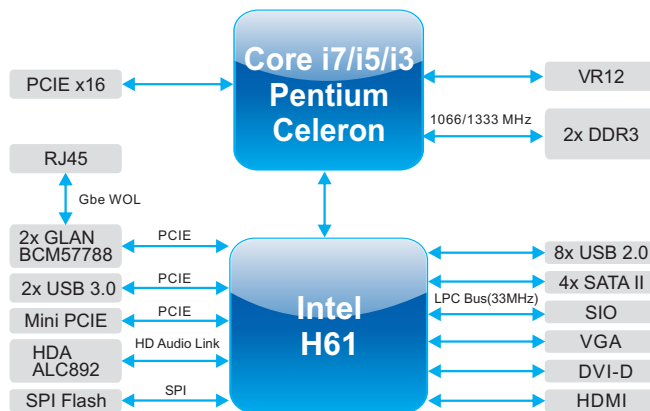 Core i7/i5/i3
Pentium
Celeron
PCIE x16
VR12
1066/1333 MHz
2x DDR3
RJ45
Gbe WOL
2x GLAN
BCM57788
PCIE
2x USB 3.0
PCIE
Mini PCIE
PCIE
HDA
ALC892
HD Audio Link
SPI Flash
SPI
Intel
H61
8x USB 2.0
4x SATA II
LPC Bus(33MHz)
SIO
VGA
DVI-D
HDMI